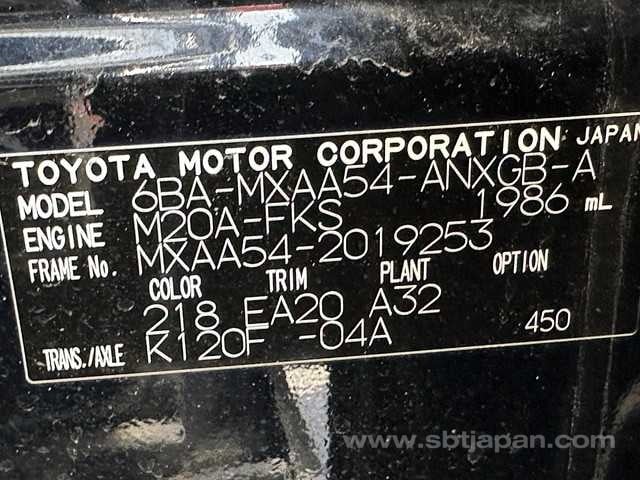 TOYOTA MOTOR CORPORATION JAPAN
MODEL 6BA-MXAA54-ANXGB-A
ENGINE M20A-FKS 1986 mL
FRAME No. MXAA54-2019253
COLOR TRIM PLANT OPTION
218 EA20 A32
TRANS./AXLE K120F -04A 450
www.sbtjapan.com